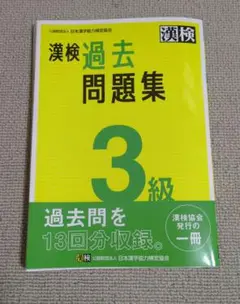 公益財団法人 日本漢字能力検定協会
漢検
漢検 過去
問題集
3級
過去問を
13回分収録。
漢検協会
発行の
一冊
漢検 公益財団法人 日本漢字能力検定協会